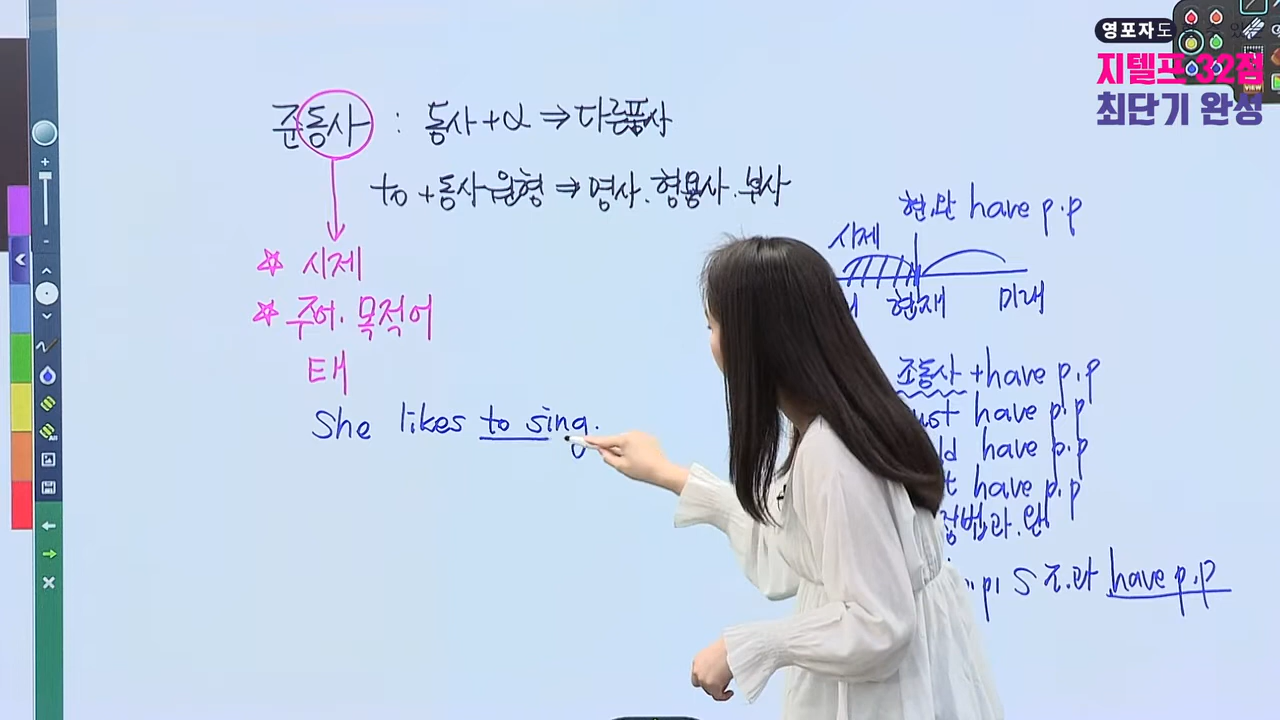 영포자도
지텔프 32점
최단기 완성
준동사 : 동사+α ⇒ 다른품사
to + 동사원형 ⇒ 명사. 형용사. 부사
☆ 시제
☆ 주어. 목적어
태
She likes to sing.
현.완 have p.p
시제
현재 미래
조동사 + have p.p
have p.p
have p.p
have p.p
have p.p
VIEW